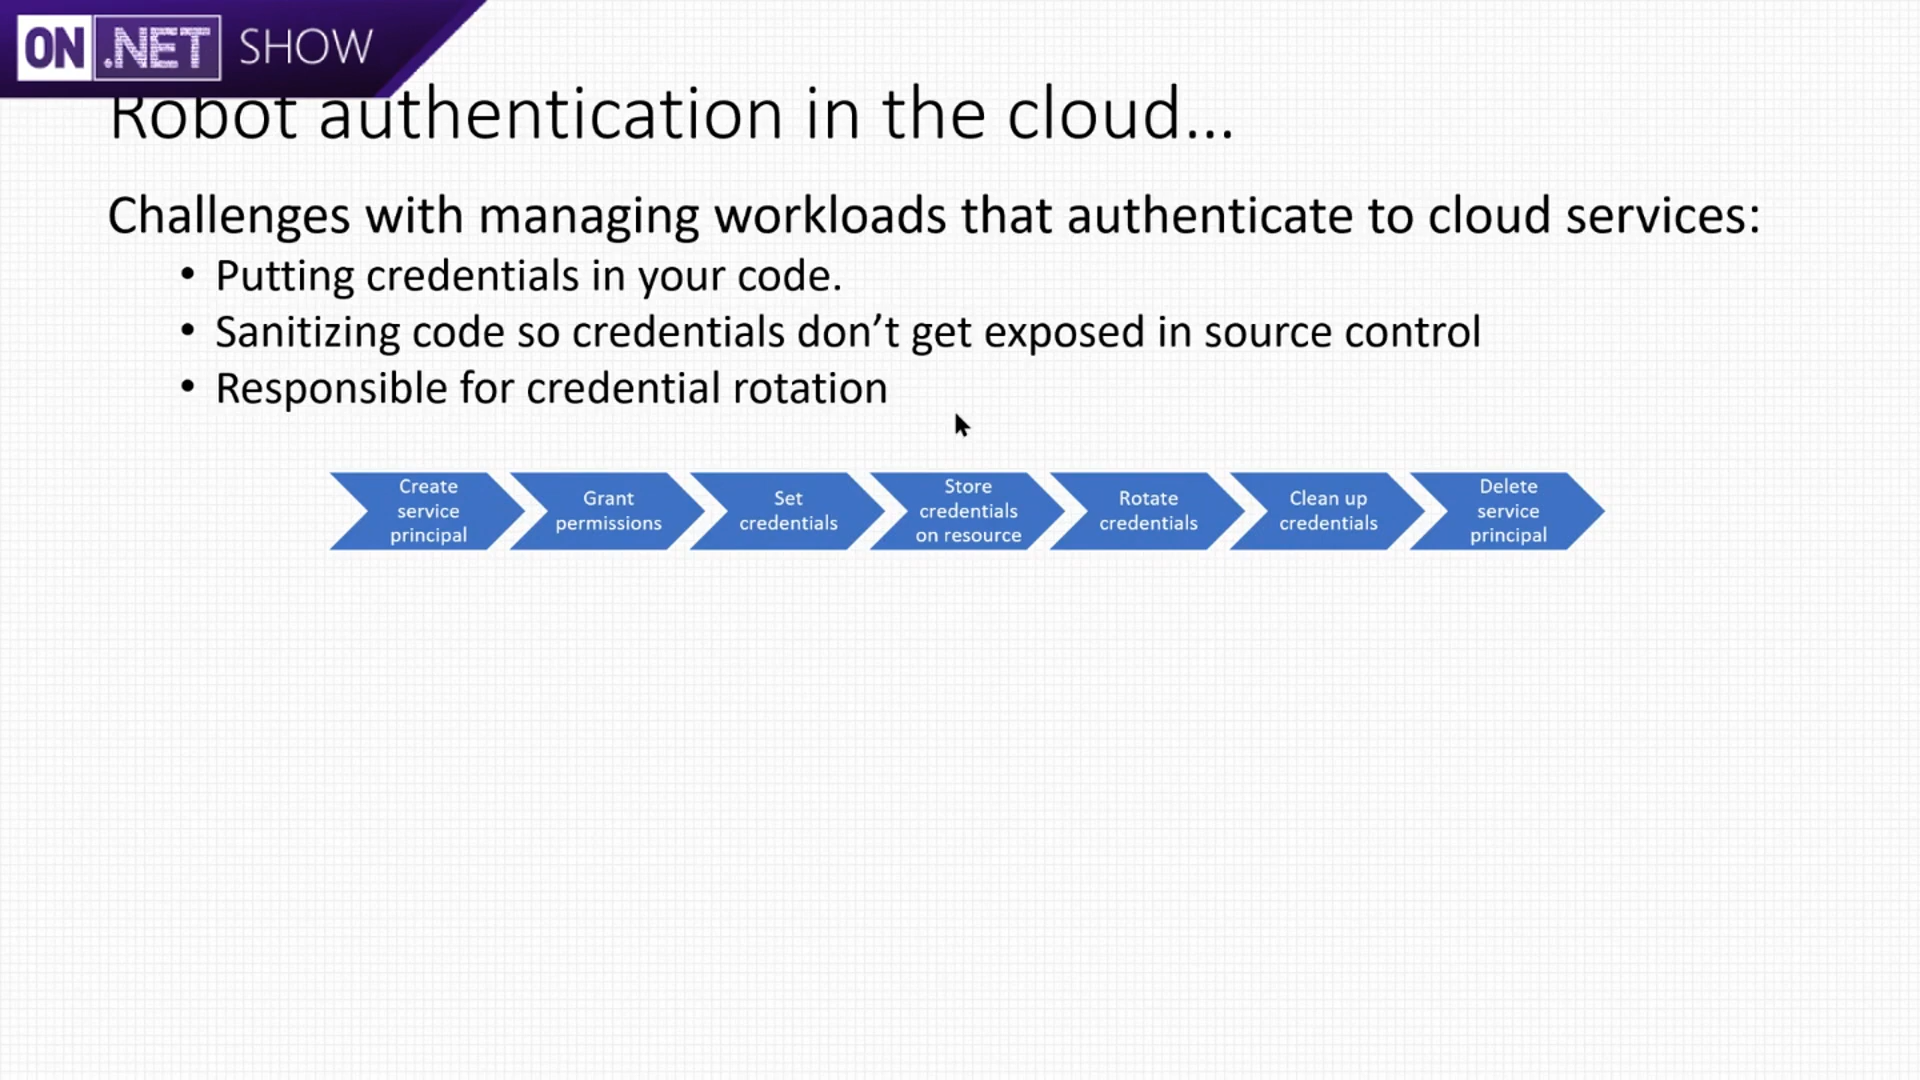 ON .NET SHOW
Robot authentication in the cloud...
Challenges with managing workloads that authenticate to cloud services:
• Putting credentials in your code.
• Sanitizing code so credentials don’t get exposed in source control
• Responsible for credential rotation
Create
service
principal
Grant
permissions
Set
credentials
Store
credentials
on resource
Rotate
credentials
Clean up
credentials
Delete
service
principal